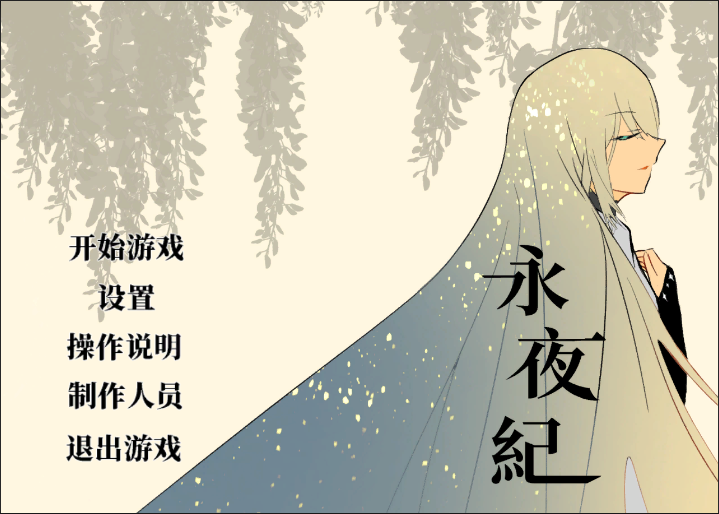 开始游戏
设置
操作说明
制作人员
退出游戏
永夜紀